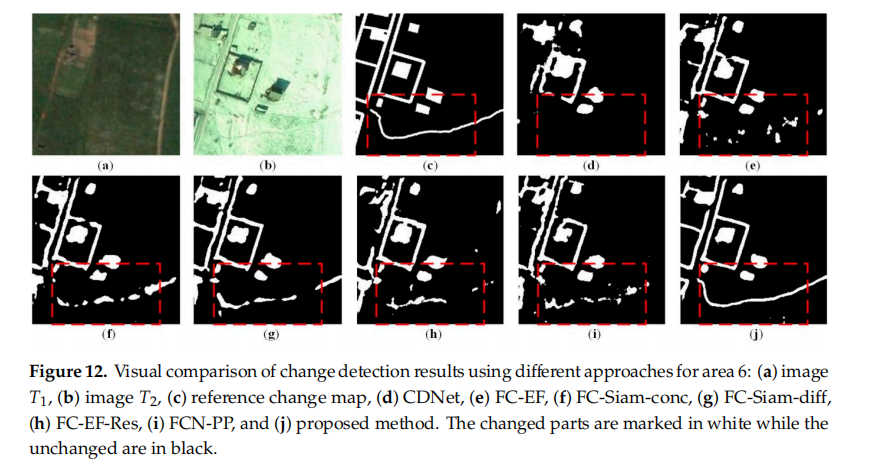 (a)
(b)
(c)
(d)
(e)
(f)
(g)
(h)
(i)
(j)
Figure 12. Visual comparison of change detection results using different approaches for area 6: (a) image
T1, (b) image T2, (c) reference change map, (d) CDNet, (e) FC-EF, (f) FC-Siam-conc, (g) FC-Siam-diff,
(h) FC-EF-Res, (i) FCN-PP, and (j) proposed method. The changed parts are marked in white while the
unchanged are in black.